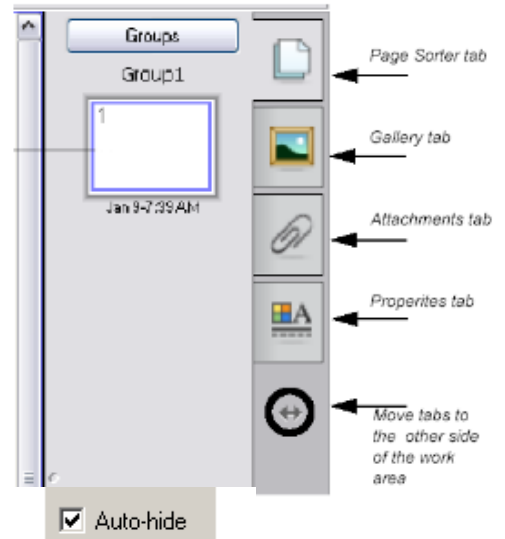 Groups
Group1
1
Jan 9-7:39 AM
Page Sorter tab
Gallery tab
Attachments tab
Properites tab
Move tabs to
the other side
of the work
area
Auto-hide